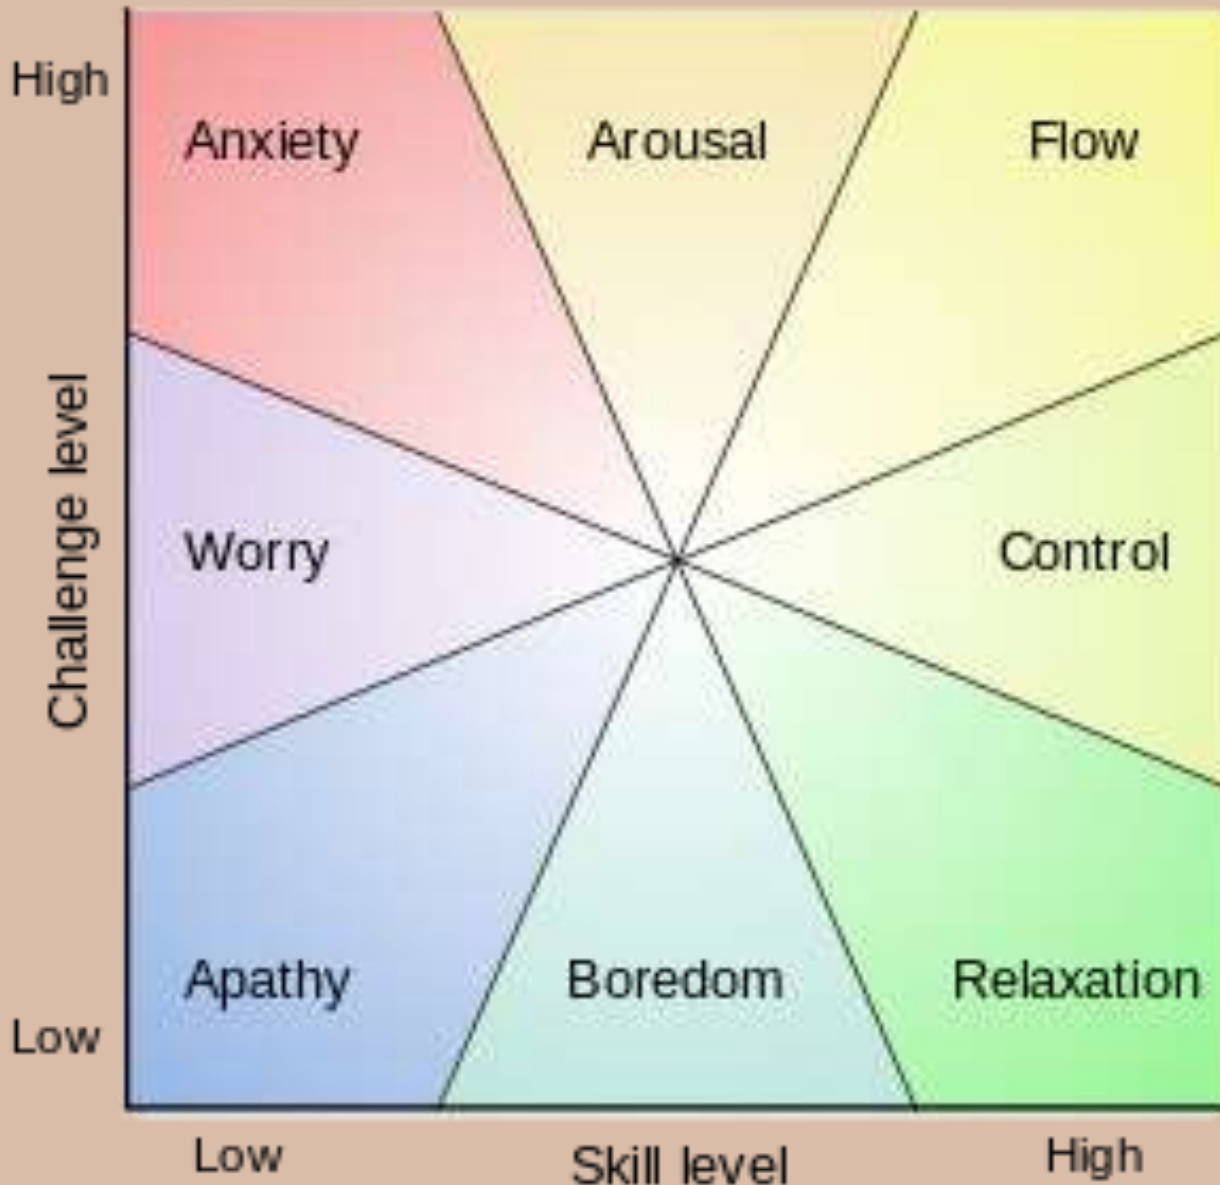 High
Anxiety
Arousal
Flow
Challenge level
Worry
Control
Apathy
Boredom
Relaxation
Low
Low
Skill level
High